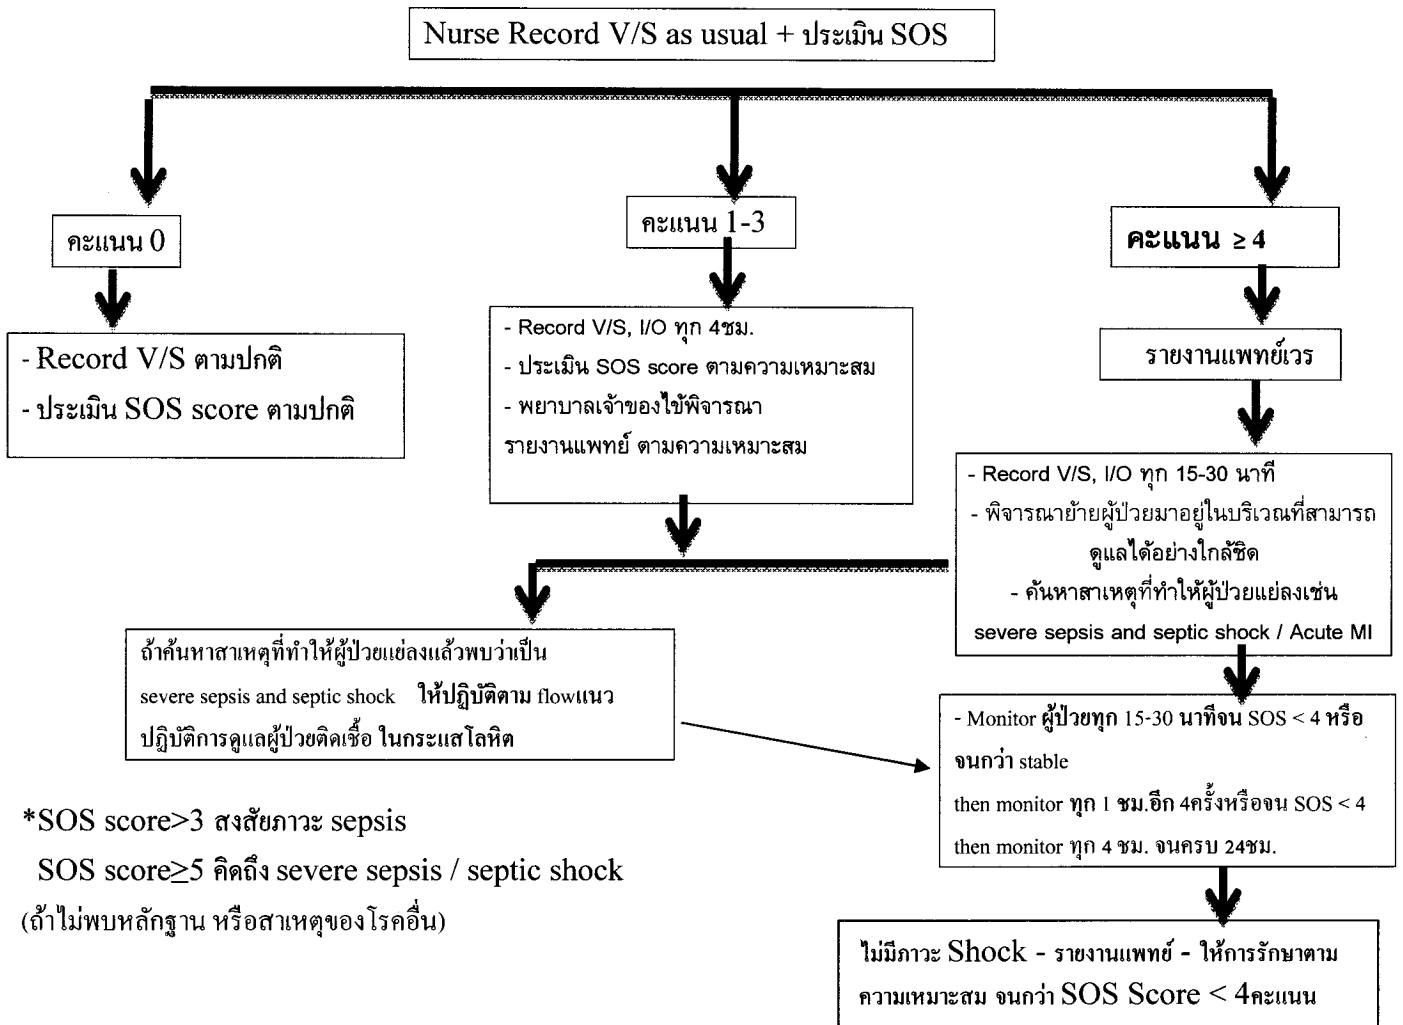 Nurse Record V/S as usual + ประเมิน SOS
คะแนน 0
คะแนน 1-3
คะแนน ≥ 4
- Record V/S ตามปกติ
- ประเมิน SOS score ตามปกติ
- Record V/S, I/O ทุก 4ชม.
- ประเมิน SOS score ตามความเหมาะสม
- พยาบาลเจ้าของไข้พิจารณา
รายงานแพทย์ ตามความเหมาะสม
รายงานแพทย์เวร
- Record V/S, I/O ทุก 15-30 นาที
- พิจารณาย้ายผู้ป่วยมาอยู่ในบริเวณที่สามารถ
ดูแลได้อย่างใกล้ชิด
- ค้นหาสาเหตุที่ทำให้ผู้ป่วยแย่ลงเช่น
severe sepsis and septic shock / Acute MI
ถ้าค้นหาสาเหตุที่ทำให้ผู้ป่วยแย่ลงแล้วพบว่าเป็น
severe sepsis and septic shock ให้ปฏิบัติตาม flowแนว
ปฏิบัติการดูแลผู้ป่วยติดเชื้อ ในกระแสโลหิต
- Monitor ผู้ป่วยทุก 15-30 นาทีจน SOS < 4 หรือ
จนกว่า stable
then monitor ทุก 1 ชม.อีก 4ครั้งหรือจน SOS < 4
then monitor ทุก 4 ชม. จนครบ 24ชม.
*SOS score>3 สงสัยภาวะ sepsis
SOS score≥5 คิดถึง severe sepsis / septic shock
(ถ้าไม่พบหลักฐาน หรือสาเหตุของโรคอื่น)
ไม่มีภาวะ Shock - รายงานแพทย์ - ให้การรักษาตาม
ความเหมาะสม จนกว่า SOS Score < 4คะแนน